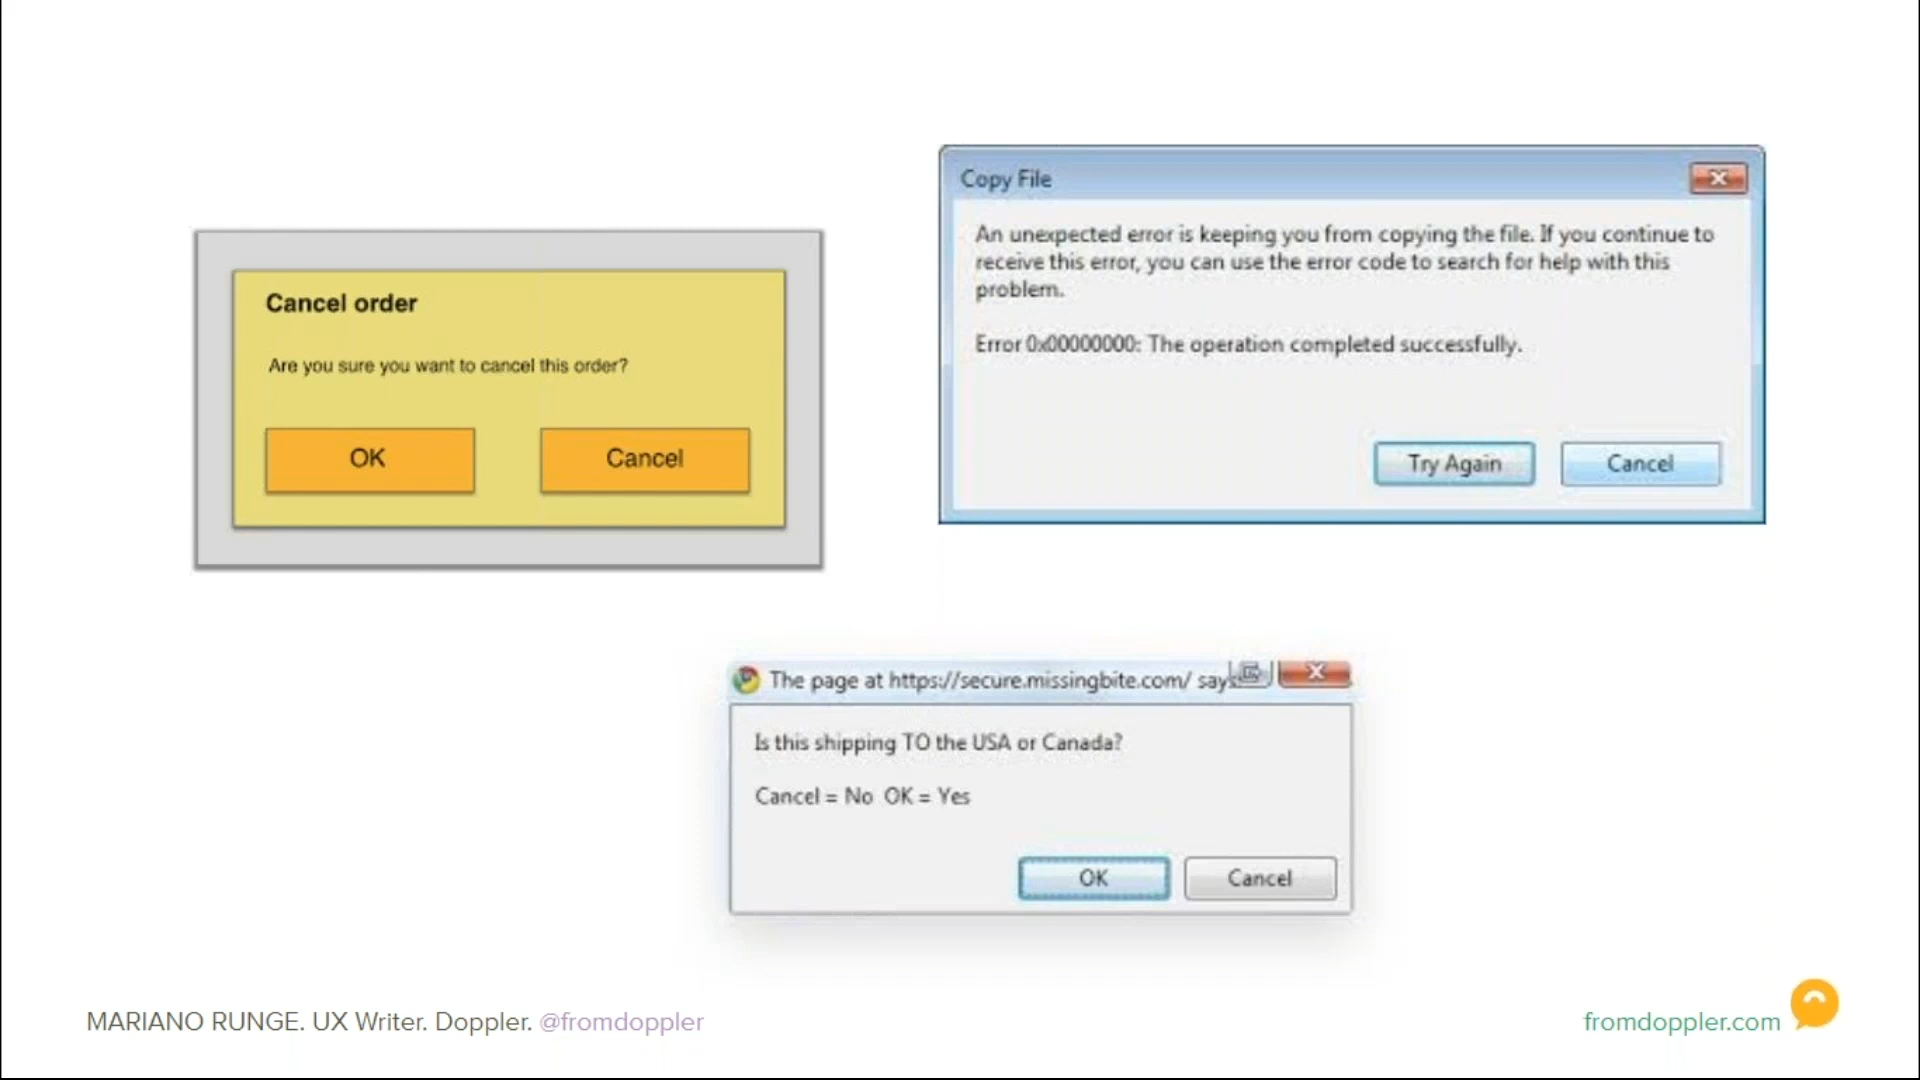 Cancel order
Are you sure you want to cancel this order?
OK
Cancel
Copy File
An unexpected error is keeping you from copying the file. If you continue to
receive this error, you can use the error code to search for help with this
problem.
Error 0x00000000: The operation completed successfully.
Try Again
Cancel
The page at https://secure.missingbite.com/ says
Is this shipping TO the USA or Canada?
Cancel = No OK = Yes
OK
Cancel
MARIANO RUNGE. UX Writer. Doppler. @fromdoppler
fromdoppler.com